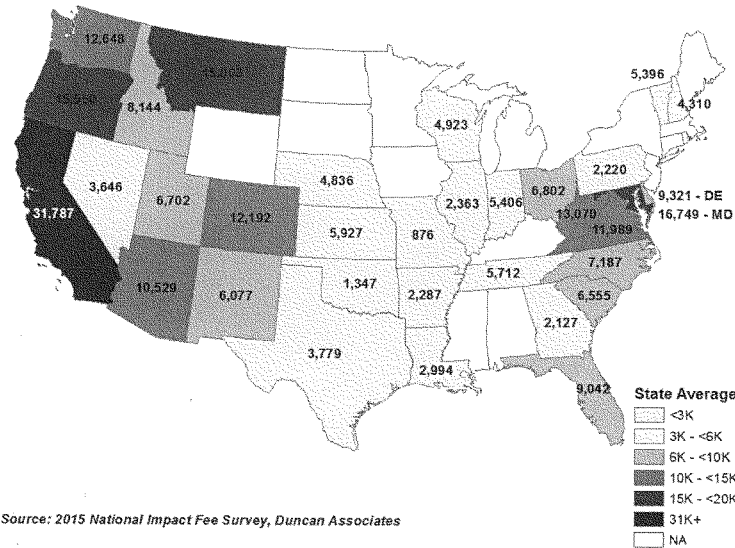 12,648
8,144
3,646
31,787
6,702
12,192
10,529
6,077
4,836
5,927
1,347
3,779
4,923
2,363
5,406
876
2,287
2,994
5,712
2,127
9,042
6,555
7,187
11,989
13,079
6,802
2,220
5,396
4,310
9,321 - DE
16,749 - MD
State Average
<3K
3K - <6K
6K - <10K
10K - <15K
15K - <20K
31K+
NA
Source: 2015 National Impact Fee Survey, Duncan Associates